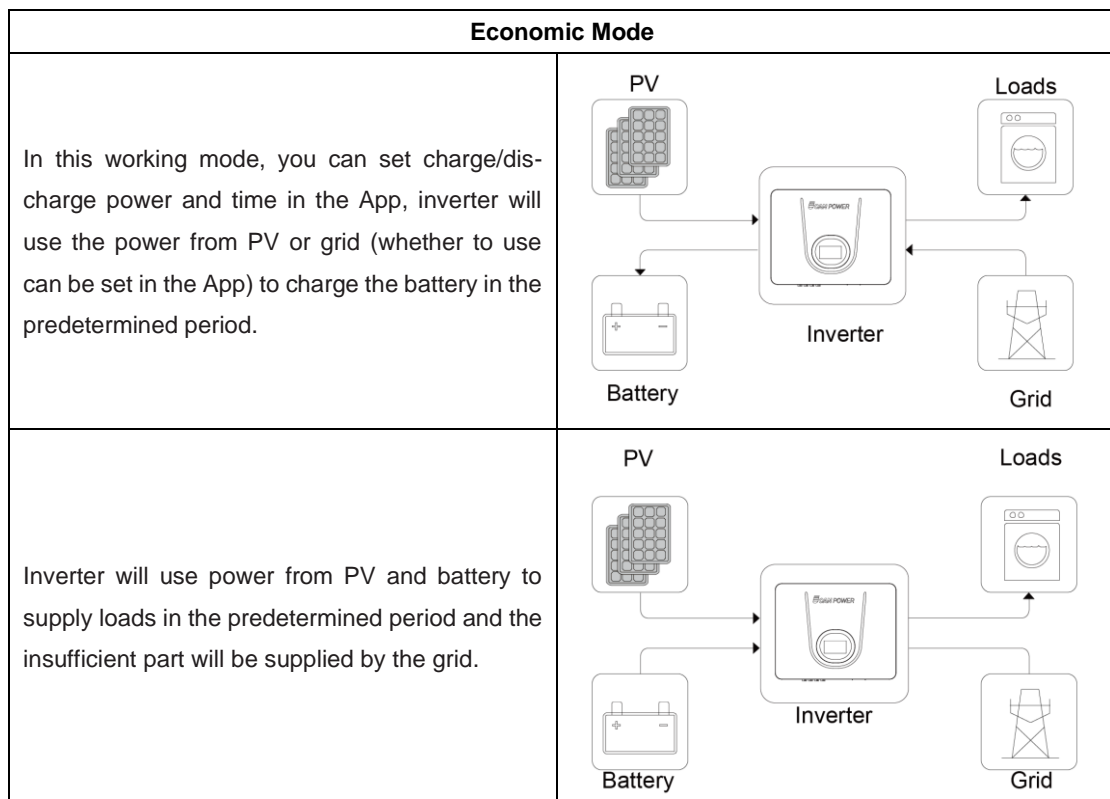 Economic Mode
In this working mode, you can set charge/dis-
charge power and time in the App, inverter will
use the power from PV or grid (whether to use
can be set in the App) to charge the battery in the
predetermined period.
PV
Loads
Inverter
Battery
Grid
Inverter will use power from PV and battery to
supply loads in the predetermined period and the
insufficient part will be supplied by the grid.
PV
Loads
Inverter
Battery
Grid